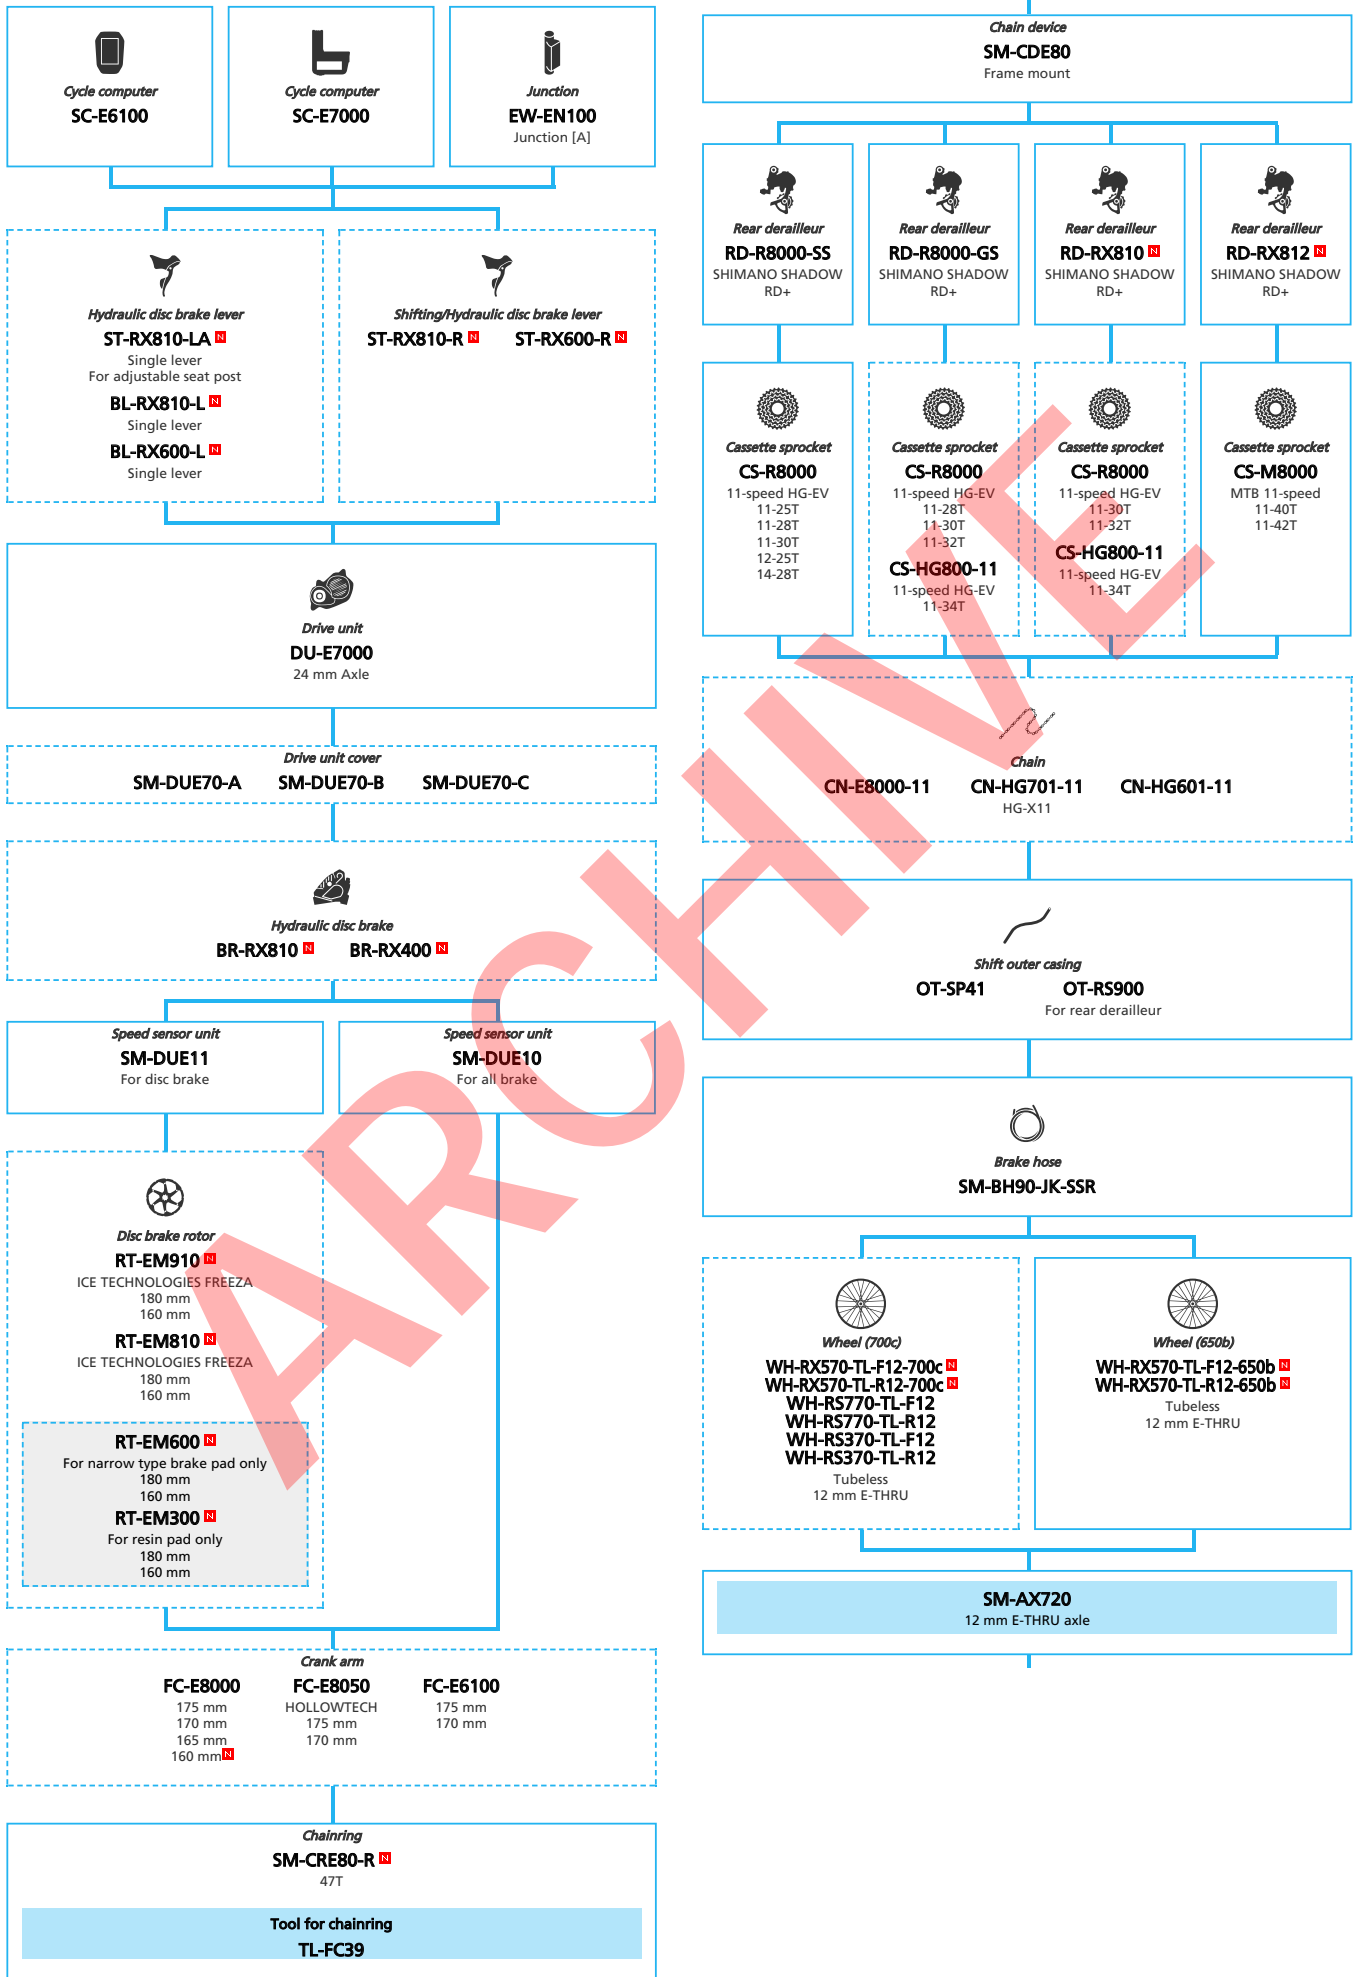 Cycle computer
SC-E6100
Cycle computer
SC-E7000
Junction
EW-EN100
Junction [A]
Hydraulic disc brake lever
ST-RX810-LA N
Single lever
For adjustable seat post
BL-RX810-L N
Single lever
BL-RX600-L N
Single lever
Shifting/Hydraulic disc brake lever
ST-RX810-R N ST-RX600-R N
Drive unit
DU-E7000
24 mm Axle
Drive unit cover
SM-DUE70-A SM-DUE70-B SM-DUE70-C
Hydraulic disc brake
BR-RX810 N BR-RX400 N
Speed sensor unit
SM-DUE11
For disc brake
Speed sensor unit
SM-DUE10
For all brake
Disc brake rotor
RT-EM910 N
ICE TECHNOLOGIES FREEZA
180 mm
160 mm
RT-EM810 N
ICE TECHNOLOGIES FREEZA
180 mm
160 mm
RT-EM600 N
For narrow type brake pad only
180 mm
160 mm
RT-EM300 N
For resin pad only
180 mm
160 mm
Crank arm
FC-E8000
175 mm
170 mm
165 mm
160 mm N
FC-E8050
HOLLOWTECH
175 mm
170 mm
FC-E6100
175 mm
170 mm
Chainring
SM-CRE80-R N
47T
Tool for chainring
TL-FC39
Chain device
SM-CDE80
Frame mount
Rear derailleur
RD-R8000-SS
SHIMANO SHADOW
RD+
Rear derailleur
RD-R8000-GS
SHIMANO SHADOW
RD+
Rear derailleur
RD-RX810 N
SHIMANO SHADOW
RD+
Rear derailleur
RD-RX812 N
SHIMANO SHADOW
RD+
Cassette sprocket
CS-R8000
11-speed HG-EV
11-25T
11-28T
11-30T
12-25T
14-28T
Cassette sprocket
CS-R8000
11-speed HG-EV
11-28T
11-30T
11-32T
CS-HG800-11
11-speed HG-EV
11-34T
Cassette sprocket
CS-R8000
11-speed HG-EV
11-30T
11-32T
CS-HG800-11
11-speed HG-EV
11-34T
Cassette sprocket
CS-M8000
MTB 11-speed
11-40T
11-42T
Chain
CN-E8000-11 CN-HG701-11 CN-HG601-11
HG-X11
Shift outer casing
OT-SP41 OT-RS900
For rear derailleur
Brake hose
SM-BH90-JK-SSR
Wheel (700c)
WH-RX570-TL-F12-700c N
WH-RX570-TL-R12-700c N
WH-RS770-TL-F12
WH-RS770-TL-R12
WH-RS370-TL-F12
WH-RS370-TL-R12
Tubeless
12 mm E-THRU
Wheel (650b)
WH-RX570-TL-F12-650b N
WH-RX570-TL-R12-650b N
Tubeless
12 mm E-THRU
SM-AX720
12 mm E-THRU axle
ARCHIVE